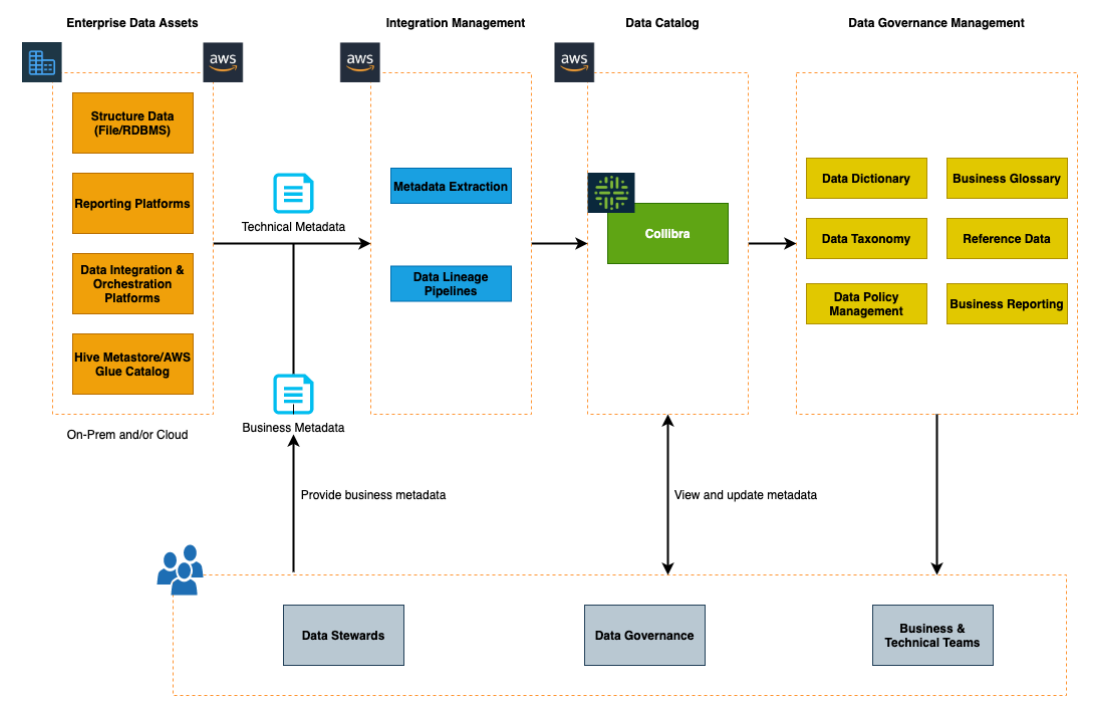 Enterprise Data Assets
Integration Management
Data Catalog
Data Governance Management
aws
aws
aws
Structure Data
(File/RDBMS)
Reporting Platforms
Data Integration &
Orchestration
Platforms
Hive Metastore/AWS
Glue Catalog
On-Prem and/or Cloud
Technical Metadata
Business Metadata
Provide business metadata
Metadata Extraction
Data Lineage
Pipelines
Collibra
View and update metadata
Data Dictionary
Business Glossary
Data Taxonomy
Reference Data
Data Policy
Management
Business Reporting
Data Stewards
Data Governance
Business &
Technical Teams